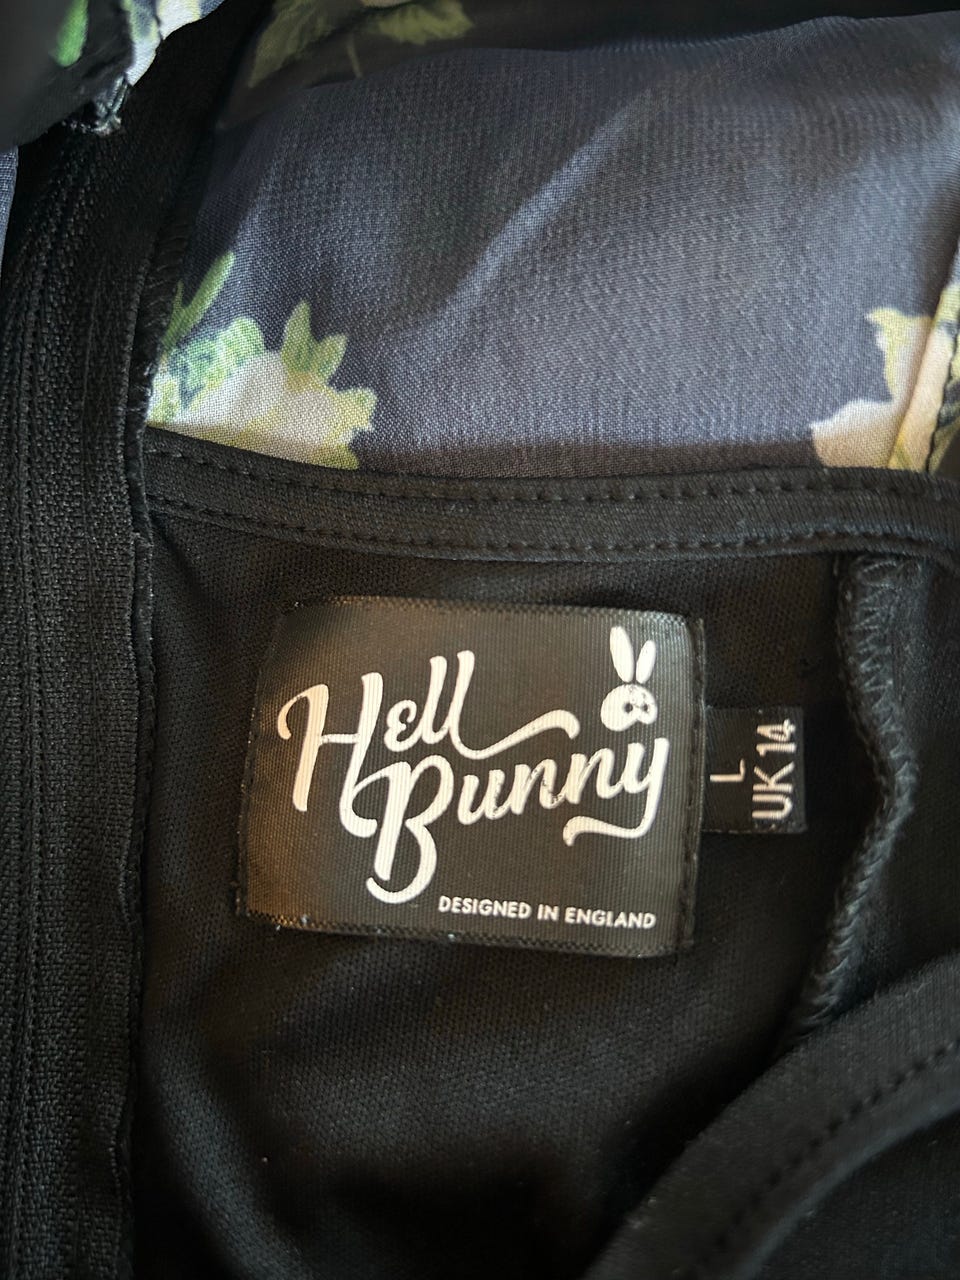 Hell
Bunny
DESIGNED IN ENGLAND
L
UK 14